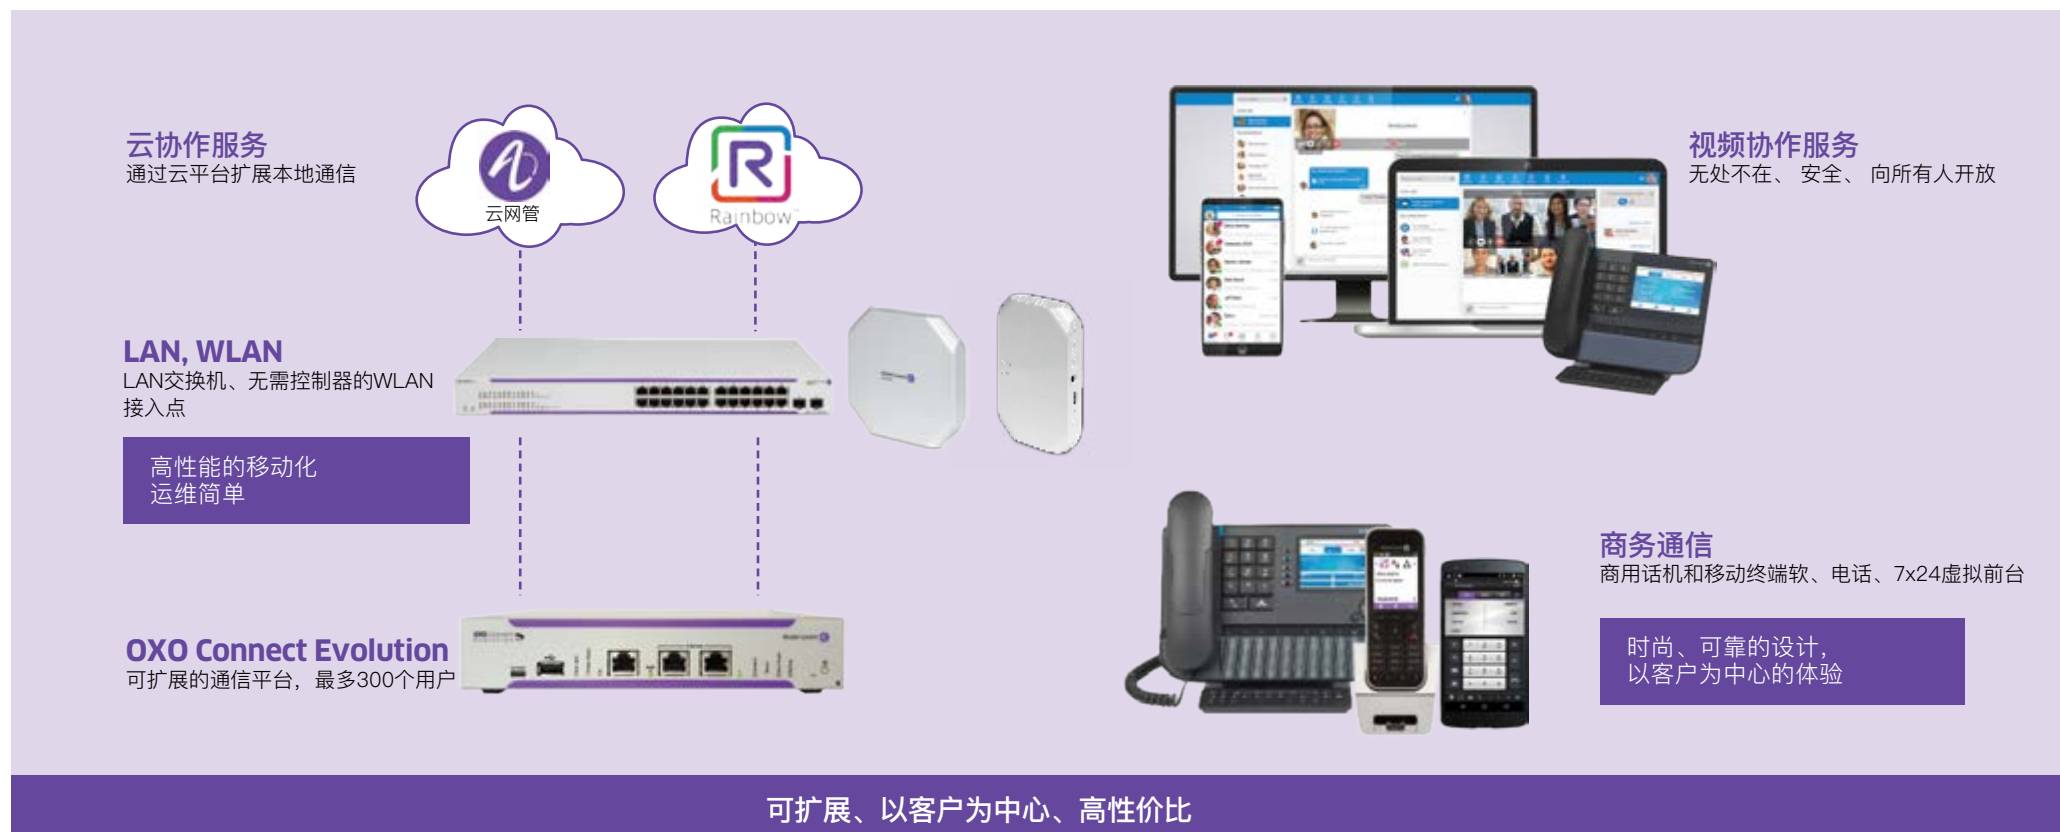 云协作服务
通过云平台扩展本地通信
云网管
Rainbow
视频协作服务
无处不在、 安全、 向所有人开放
LAN, WLAN
LAN交换机、无需控制器的WLAN
接入点
高性能的移动化
运维简单
OXO Connect Evolution
可扩展的通信平台，最多300个用户
商务通信
商用话机和移动终端软、电话、7x24虚拟前台
时尚、可靠的设计，
以客户为中心的体验
可扩展、以客户为中心、高性价比